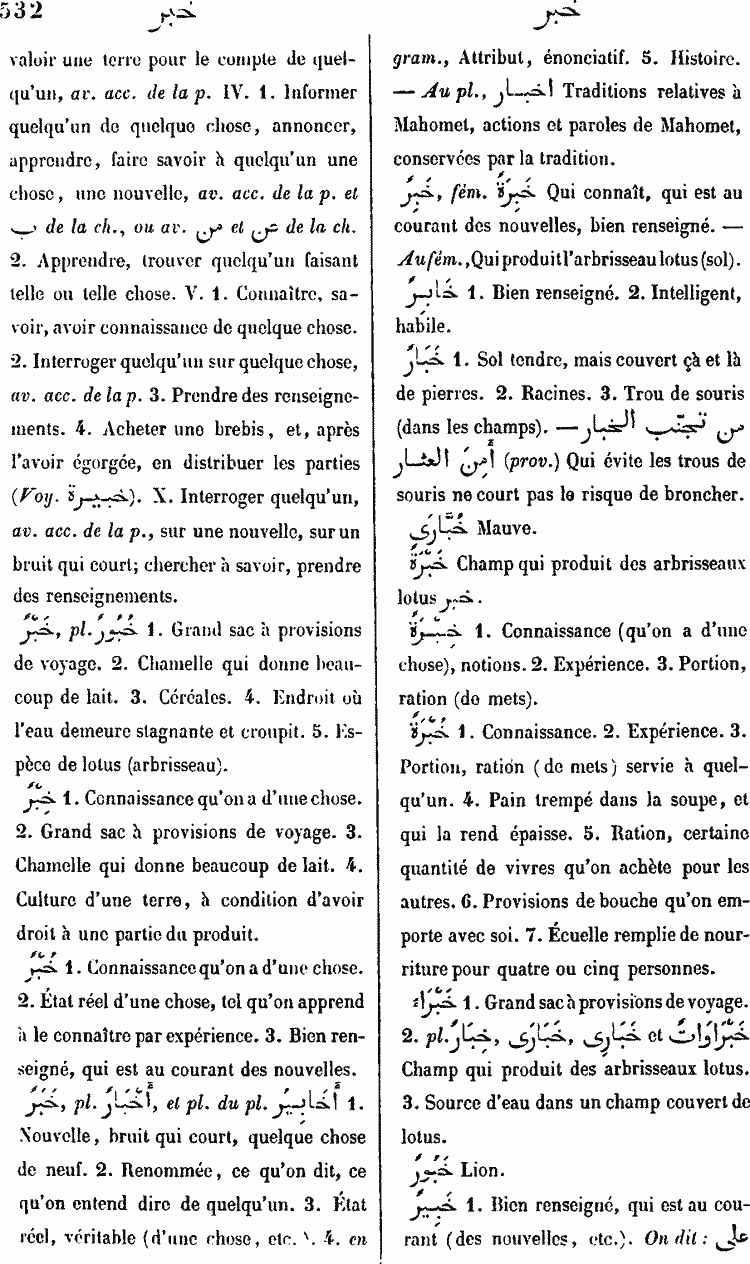 532
خبر
خبر
valoir une terre pour le compte de quel-
qu'un, av. acc. de la p. IV. 1. Informer
quelqu'un de quelque chose, annoncer,
apprendre, faire savoir à quelqu'un une
chose, une nouvelle, av. acc. de la p. et
ب de la ch., ou av. من et عن de la ch.
2. Apprendre, trouver quelqu'un faisant
telle ou telle chose. V. 1. Connaître, sa-
voir, avoir connaissance de quelque chose.
2. Interroger quelqu'un sur quelque chose,
av. acc. de la p. 3. Prendre des renseigne-
ments. 4. Acheter une brebis, et, après
l'avoir égorgée, en distribuer les parties
(Voy. خبيرة). X. Interroger quelqu'un,
av. acc. de la p., sur une nouvelle, sur un
bruit qui court; chercher à savoir, prendre
des renseignements.
خَبْرٌ, pl. خُبُورٌ 1. Grand sac à provisions
de voyage. 2. Chamelle qui donne beau-
coup de lait. 3. Céréales. 4. Endroit où
l'eau demeure stagnante et croupit. 5. Es-
pèce de lotus (arbrisseau).
خِبْرٌ 1. Connaissance qu'on a d'une chose.
2. Grand sac à provisions de voyage. 3.
Chamelle qui donne beaucoup de lait. 4.
Culture d'une terre, à condition d'avoir
droit à une partie du produit.
خُبْرٌ 1. Connaissance qu'on a d'une chose.
2. État réel d'une chose, tel qu'on apprend
à le connaître par expérience. 3. Bien ren-
seigné, qui est au courant des nouvelles.
خَبَرٌ, pl. أَخْبَارٌ, et pl. du pl. أَخَابِيرُ 1.
Nouvelle, bruit qui court, quelque chose
de neuf. 2. Renommée, ce qu'on dit, ce
qu'on entend dire de quelqu'un. 3. État
réel, véritable (d'une chose, etc.). 4. en
gram., Attribut, énonciatif. 5. Histoire.
— Au pl., اخبار Traditions relatives à
Mahomet, actions et paroles de Mahomet,
conservées par la tradition.
خَبِرٌ, fém. خَبِرَةٌ Qui connaît, qui est au
courant des nouvelles, bien renseigné. —
Au fém., Qui produit l'arbrisseau lotus (sol).
خَابِرٌ 1. Bien renseigné. 2. Intelligent,
habile.
خَبَارٌ 1. Sol tendre, mais couvert çà et là
de pierres. 2. Racines. 3. Trou de souris
(dans les champs). — من تجنّب الخبار
أَمِنَ العثار (prov.) Qui évite les trous de
souris ne court pas le risque de broncher.
خُبَّازَى Mauve.
خَبْرَةٌ Champ qui produit des arbrisseaux
lotus خبر.
خِبْرَةٌ 1. Connaissance (qu'on a d'une
chose), notions. 2. Expérience. 3. Portion,
ration (de mets).
خُبْرَةٌ 1. Connaissance. 2. Expérience. 3.
Portion, ration (de mets) servie à quel-
qu'un. 4. Pain trempé dans la soupe, et
qui la rend épaisse. 5. Ration, certaine
quantité de vivres qu'on achète pour les
autres. 6. Provisions de bouche qu'on em-
porte avec soi. 7. Écuelle remplie de nour-
riture pour quatre ou cinq personnes.
خَبْرَاءُ 1. Grand sac à provisions de voyage.
2. pl. خَبْرَاوَاتٌ et خَبَارِى, خَبَارَى, خِبَارٌ
Champ qui produit des arbrisseaux lotus.
3. Source d'eau dans un champ couvert de
lotus.
خَبُورٌ Lion.
خَبِيرٌ 1. Bien renseigné, qui est au cou-
rant (des nouvelles, etc.). On dit : على